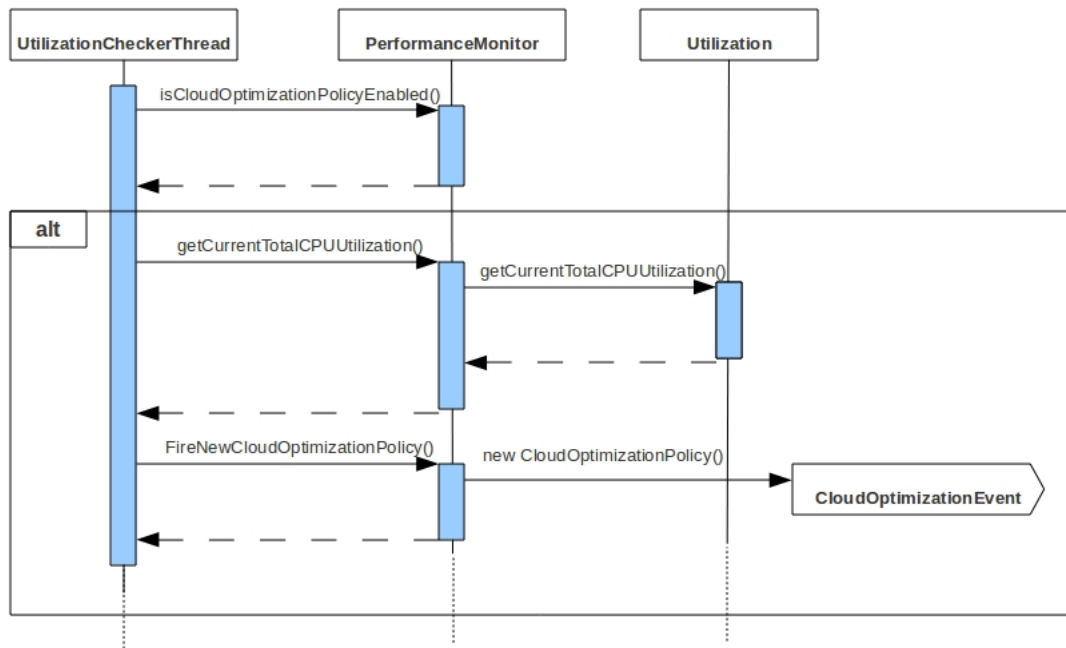 UtilizationCheckerThread
PerformanceMonitor
Utilization
isCloudOptimizationPolicyEnabled()
alt
getCurrentTotalCPUUtilization()
getCurrentTotalCPUUtilization()
FireNewCloudOptimizationPolicy()
new CloudOptimizationPolicy()
CloudOptimizationEvent